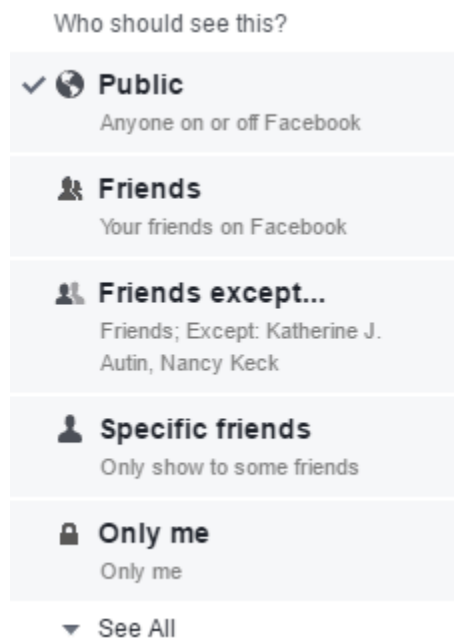 Who should see this?
Public
Anyone on or off Facebook
Friends
Your friends on Facebook
Friends except...
Friends; Except: Katherine J.
Autin, Nancy Keck
Specific friends
Only show to some friends
Only me
Only me
See All